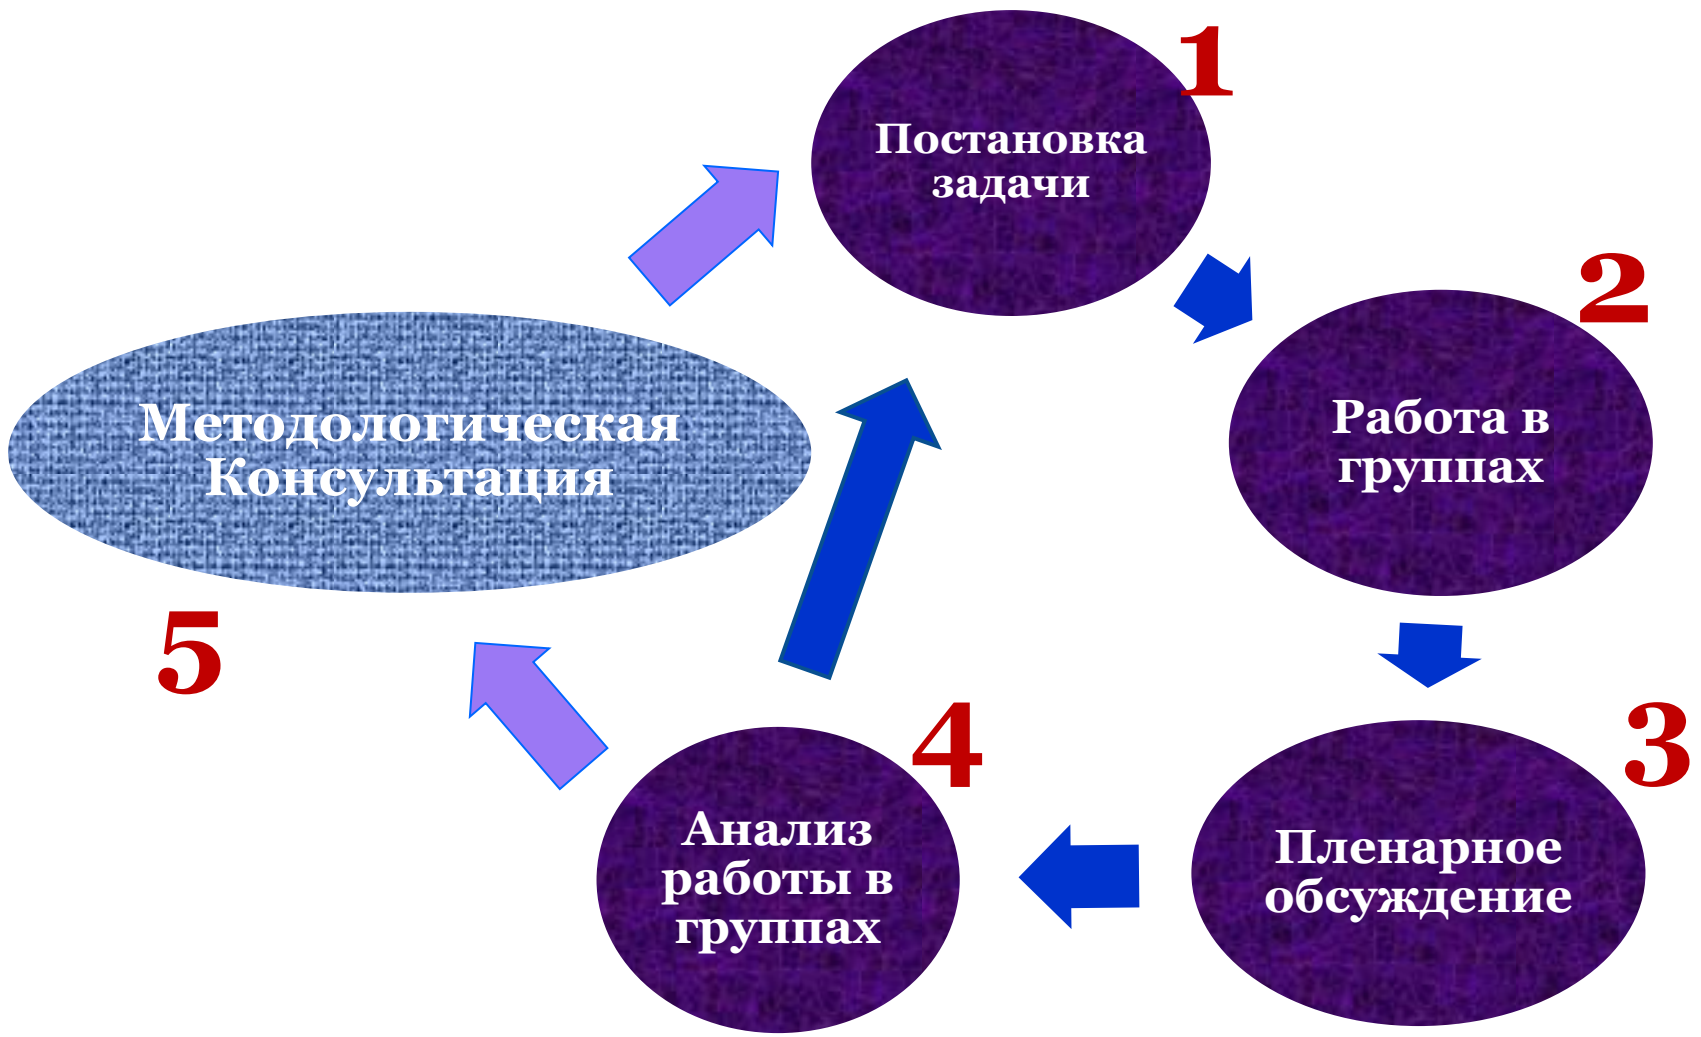 1
Постановка
задачи
2
Работа в
группах
3
Пленарное
обсуждение
4
Анализ
работы в
группах
5
Методологическая
Консультация